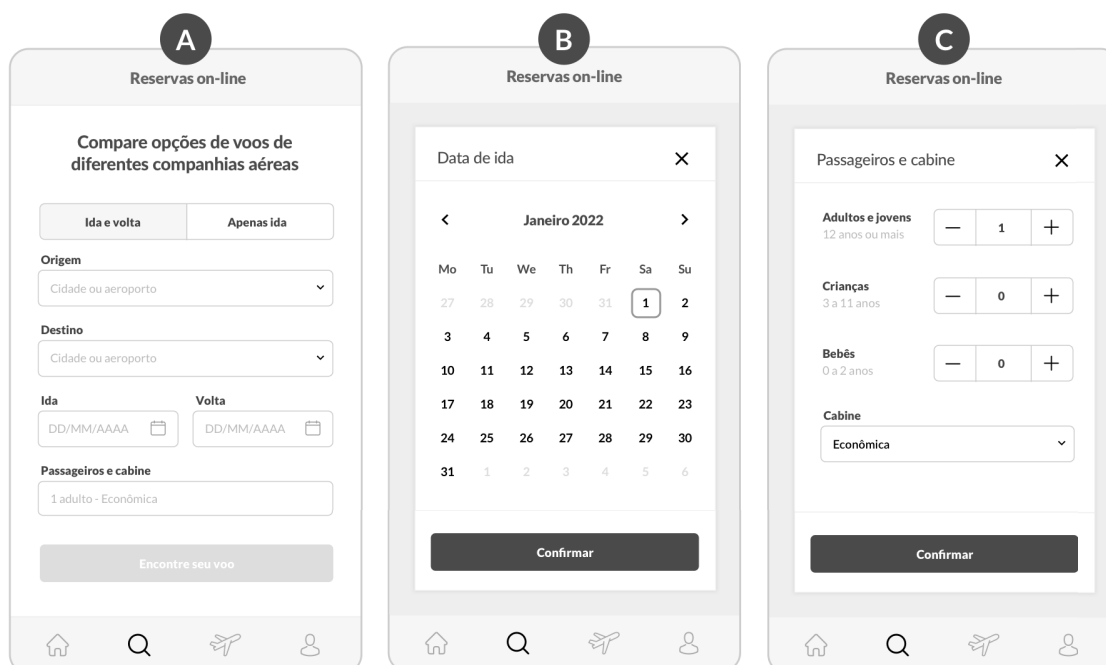 A
Reservas on-line
Compare opções de voos de
diferentes companhias aéreas
Ida e volta
Apenas ida
Origem
Cidade ou aeroporto
Destino
Cidade ou aeroporto
Ida
Volta
DD/MM/AAAA
DD/MM/AAAA
Passageiros e cabine
1 adulto - Econômica
Encontre seu voo
B
Reservas on-line
Data de ida
Janeiro 2022
Mo Tu We Th Fr Sa Su
27 28 29 30 31 1 2
3 4 5 6 7 8 9
10 11 12 13 14 15 16
17 18 19 20 21 22 23
24 25 26 27 28 29 30
31 1 2 3 4 5 6
Confirmar
C
Reservas on-line
Passageiros e cabine
Adultos e jovens
12 anos ou mais
1
Crianças
3 a 11 anos
0
Bebês
0 a 2 anos
0
Cabine
Econômica
Confirmar